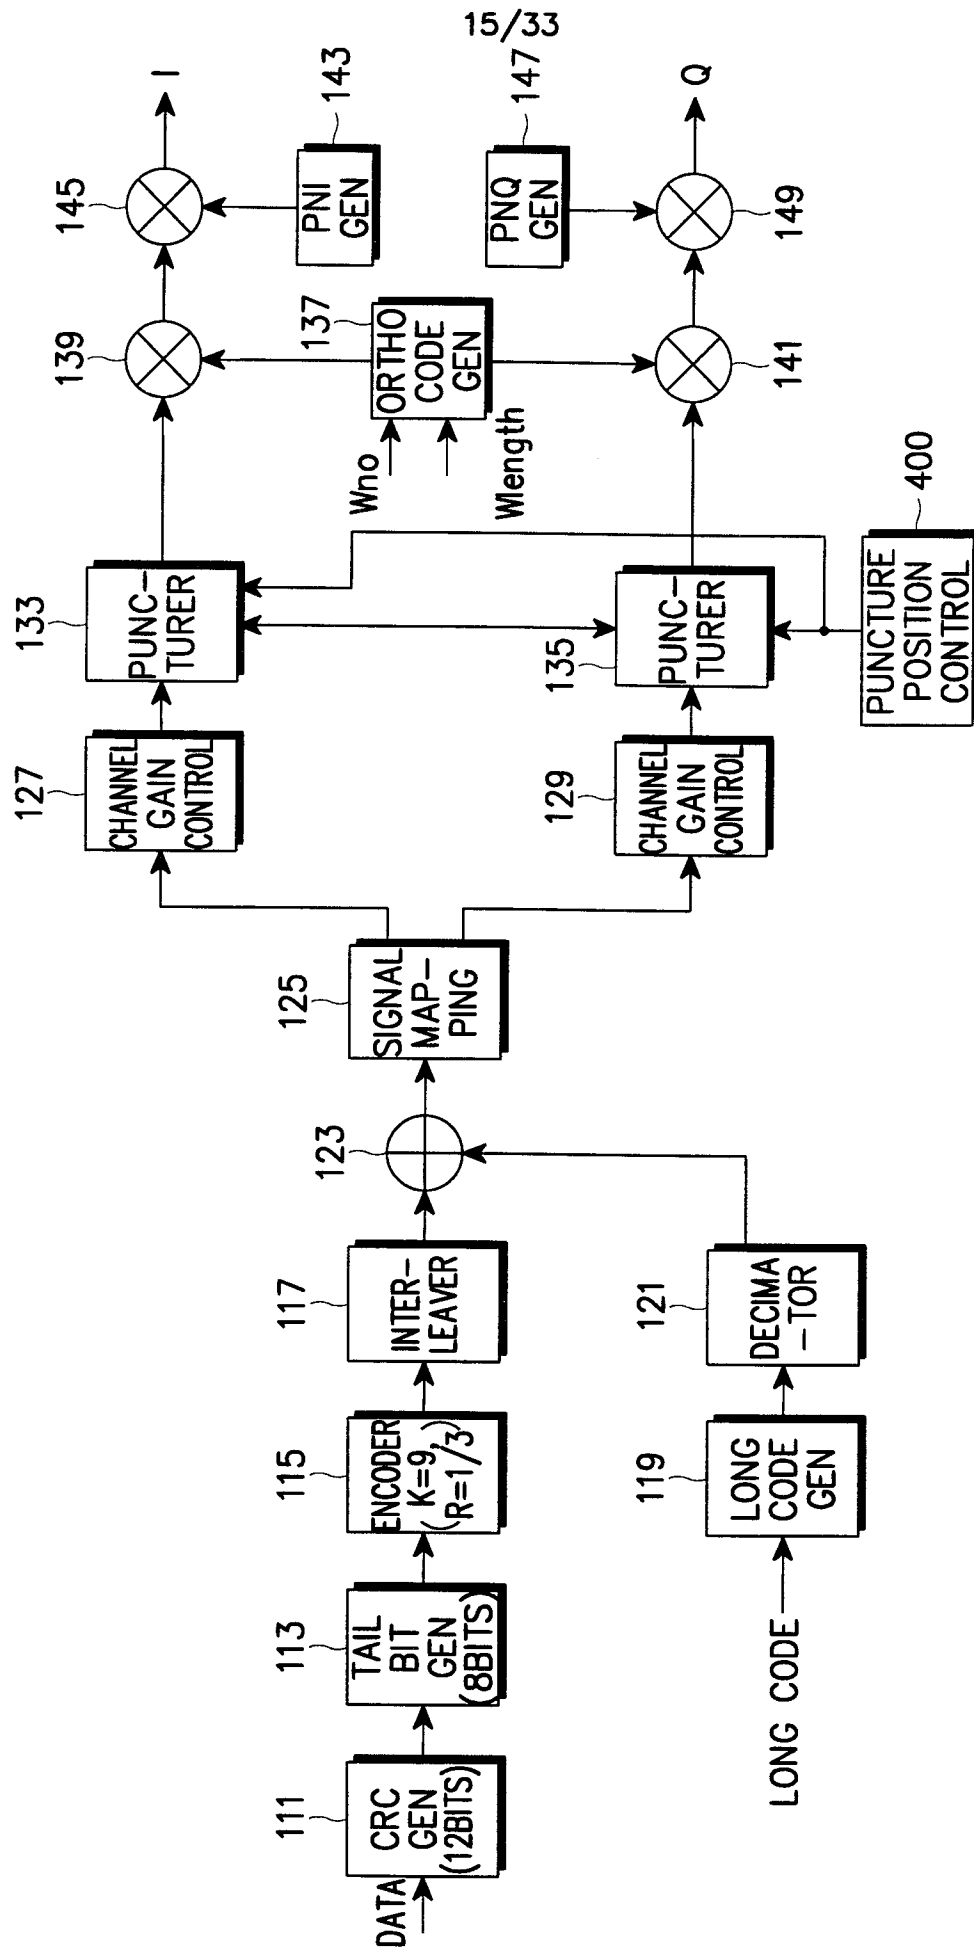 15/33
DATA
111
CRC
GEN
(12BITS)
113
TAIL
BIT
GEN
(8BITS)
115
ENCODER
(K=9,
R=1/3)
117
INTER-
LEAVER
LONG CODE
119
LONG
CODE
GEN
121
DECIMA
-TOR
123
125
SIGNAL
MAP-
PING
127
CHANNEL
GAIN
CONTROL
129
CHANNEL
GAIN
CONTROL
133
PUNC-
TURER
135
PUNC-
TURER
400
PUNCTURE
POSITION
CONTROL
Wno
Wlength
137
ORTHO
CODE
GEN
139
141
143
PNI
GEN
145
I
147
PNQ
GEN
149
Q